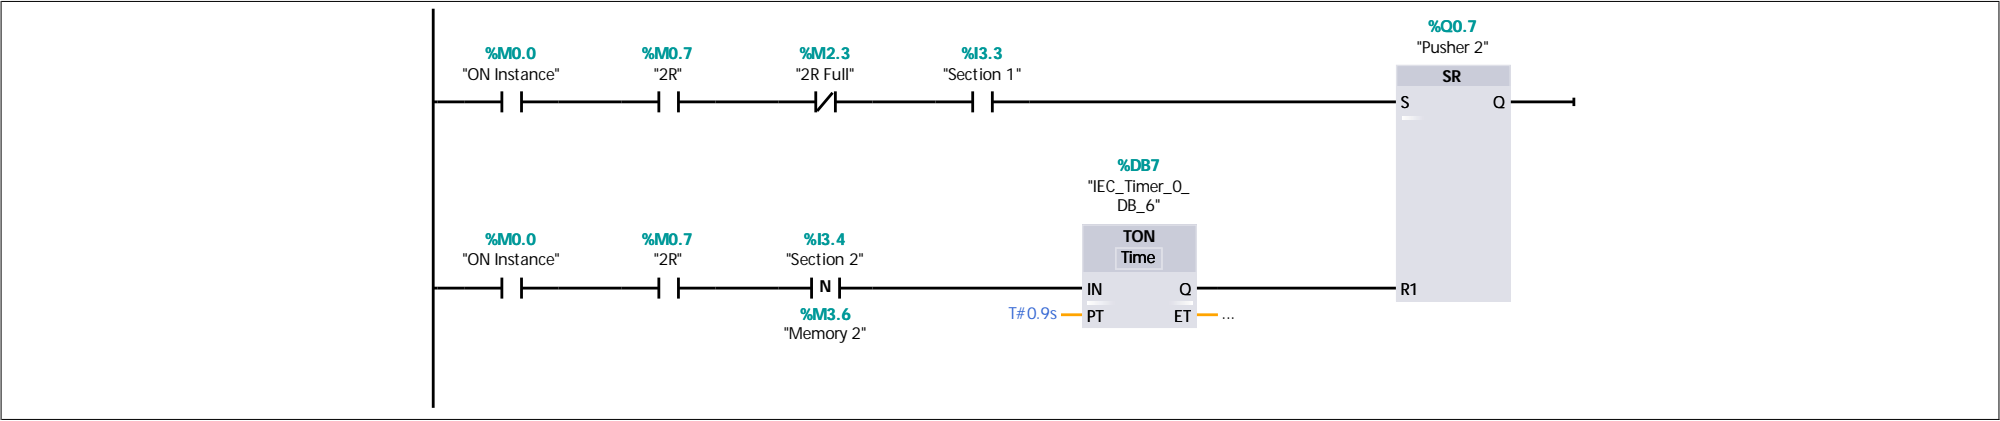 %Q0.7
"Pusher 2"
%M0.0
%M0.7
%M2.3
%I3.3
"ON Instance"
"2R"
"2R Full"
"Section 1"
SR
S
Q
%DB7
"IEC_Timer_0_
DB_6"
%M0.0
%M0.7
%I3.4
TON
"ON Instance"
"2R"
"Section 2"
Time
N
IN
Q
R1
%M3.6
T#0.9s
PT
ET
...
"Memory 2"